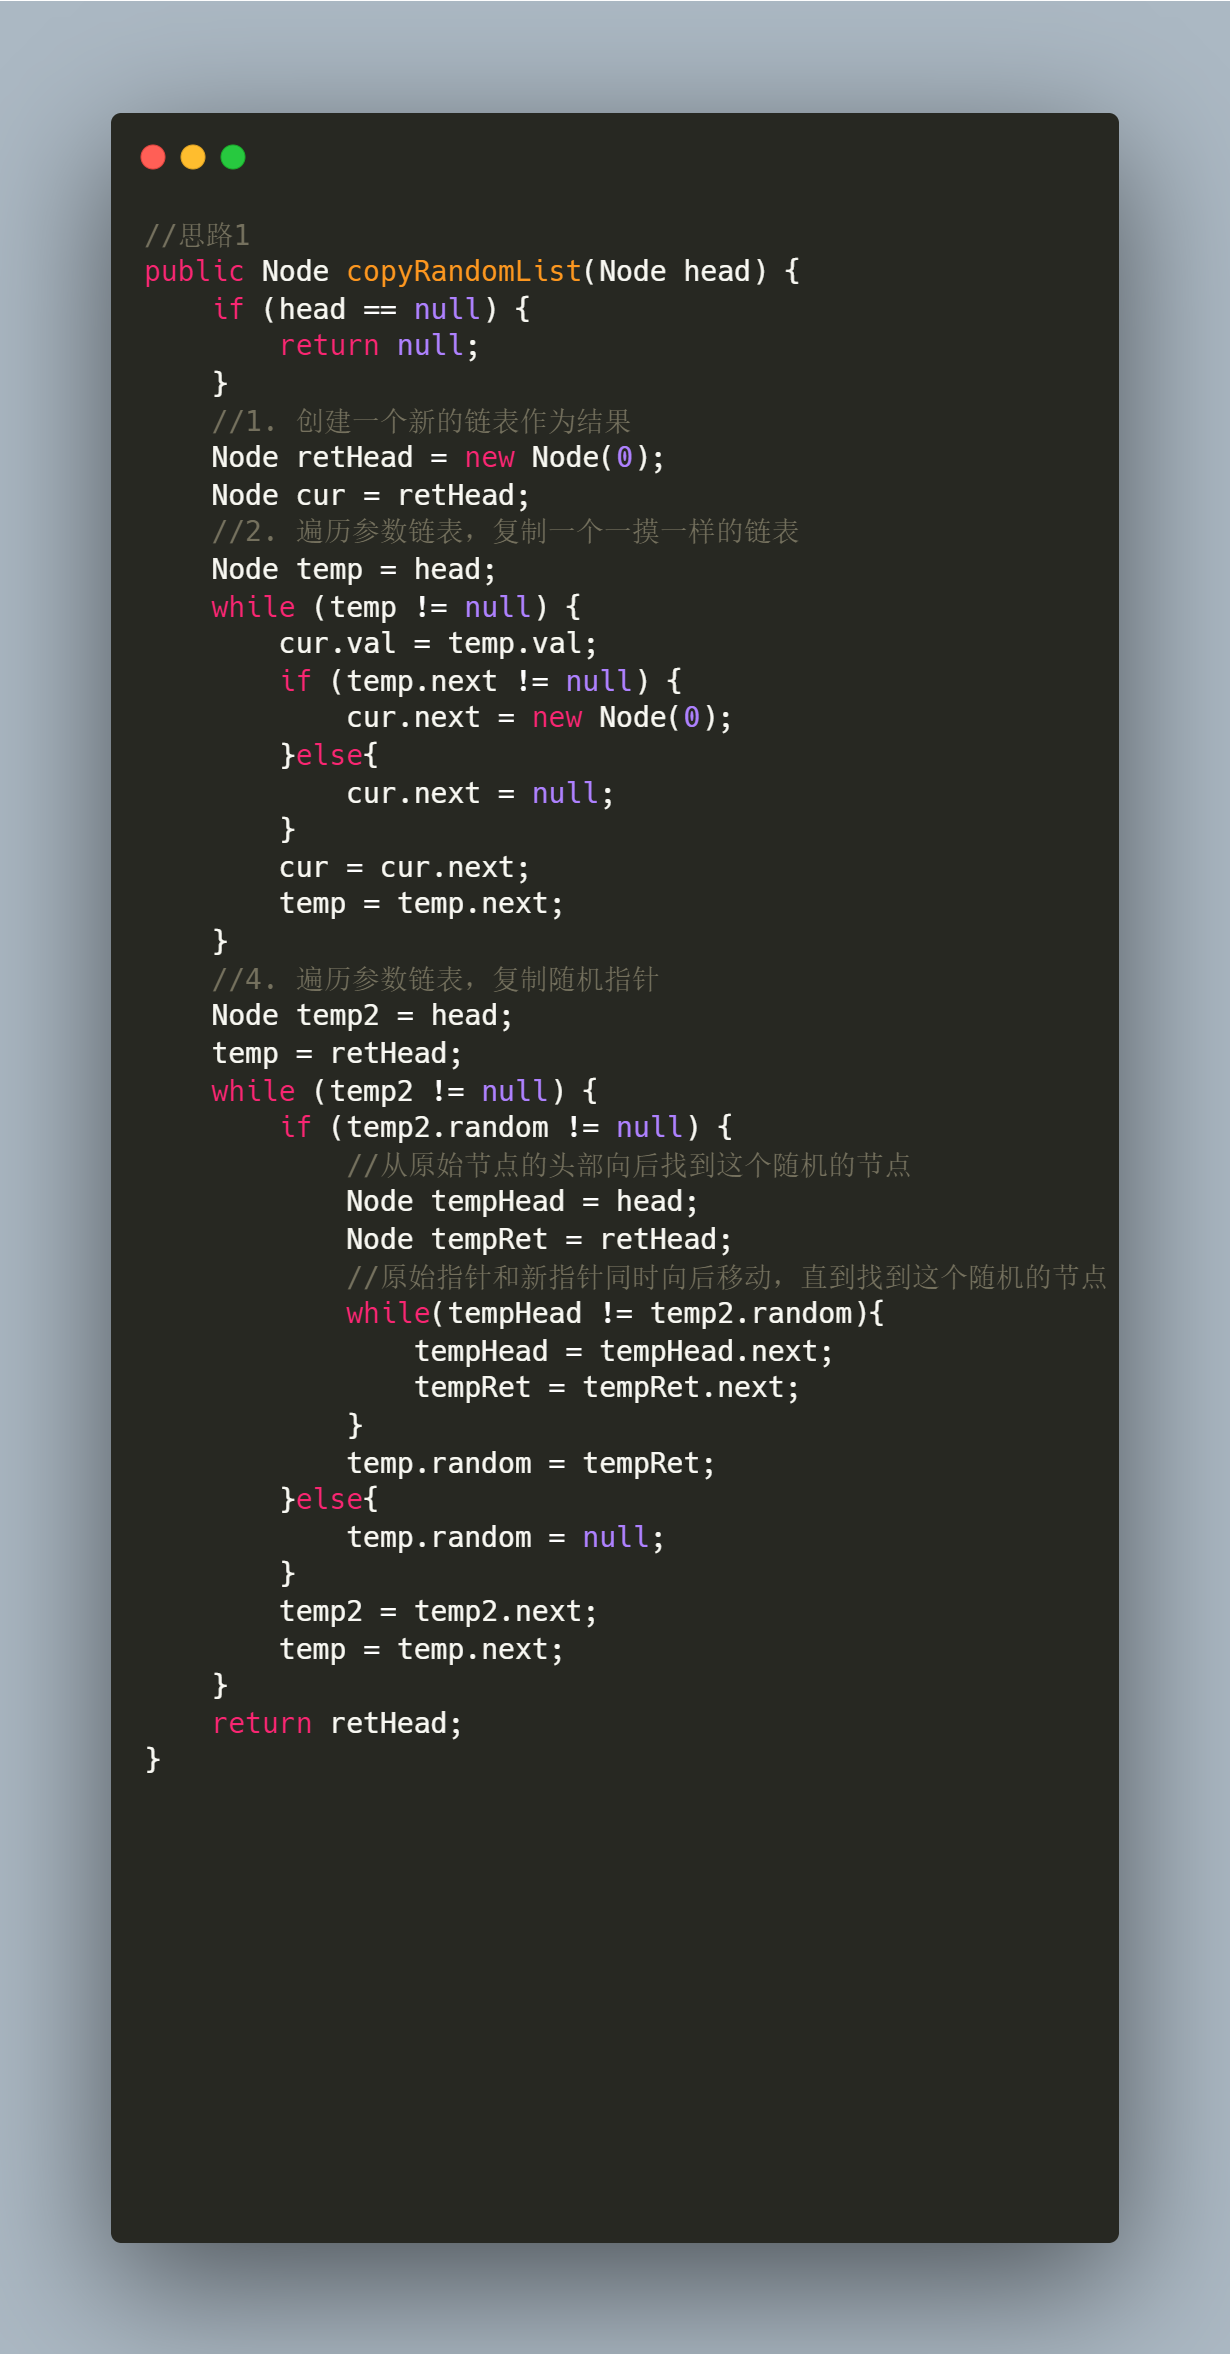 //思路1
public Node copyRandomList(Node head) {
    if (head == null) {
        return null;
    }
    //1. 创建一个新的链表作为结果
    Node retHead = new Node(0);
    Node cur = retHead;
    //2. 遍历参数链表，复制一个一摸一样的链表
    Node temp = head;
    while (temp != null) {
        cur.val = temp.val;
        if (temp.next != null) {
            cur.next = new Node(0);
        }else{
            cur.next = null;
        }
        cur = cur.next;
        temp = temp.next;
    }
    //4. 遍历参数链表，复制随机指针
    Node temp2 = head;
    temp = retHead;
    while (temp2 != null) {
        if (temp2.random != null) {
            //从原始节点的头部向后找到这个随机的节点
            Node tempHead = head;
            Node tempRet = retHead;
            //原始指针和新指针同时向后移动，直到找到这个随机的节点
            while(tempHead != temp2.random){
                tempHead = tempHead.next;
                tempRet = tempRet.next;
            }
            temp.random = tempRet;
        }else{
            temp.random = null;
        }
        temp2 = temp2.next;
        temp = temp.next;
    }
    return retHead;
}